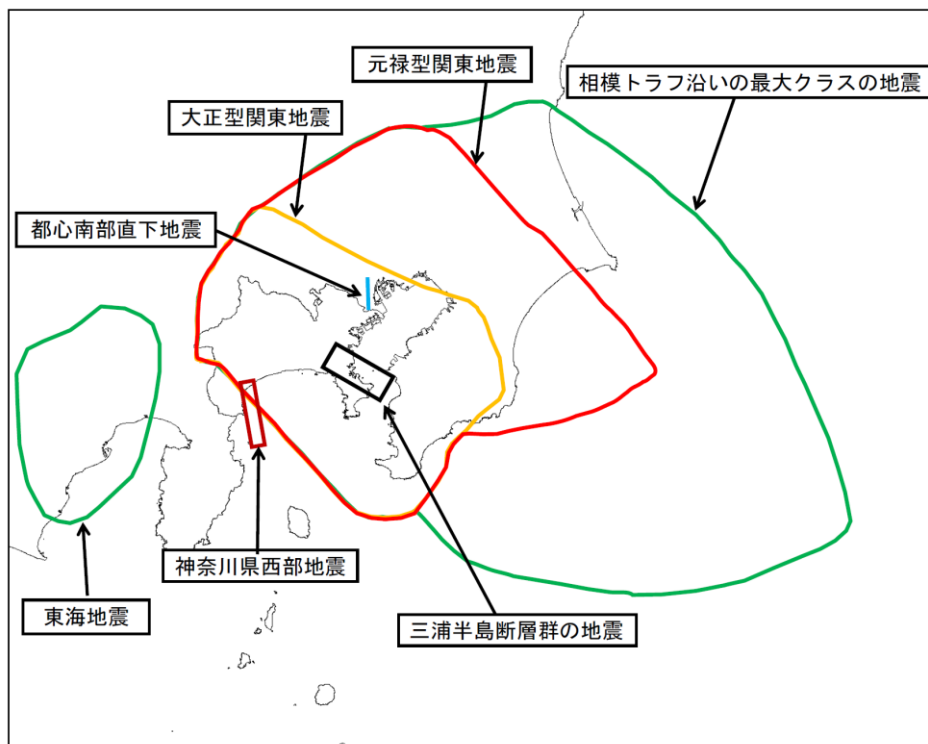 元禄型関東地震
相模トラフ沿いの最大クラスの地震
大正型関東地震
都心南部直下地震
神奈川県西部地震
東海地震
三浦半島断層群の地震